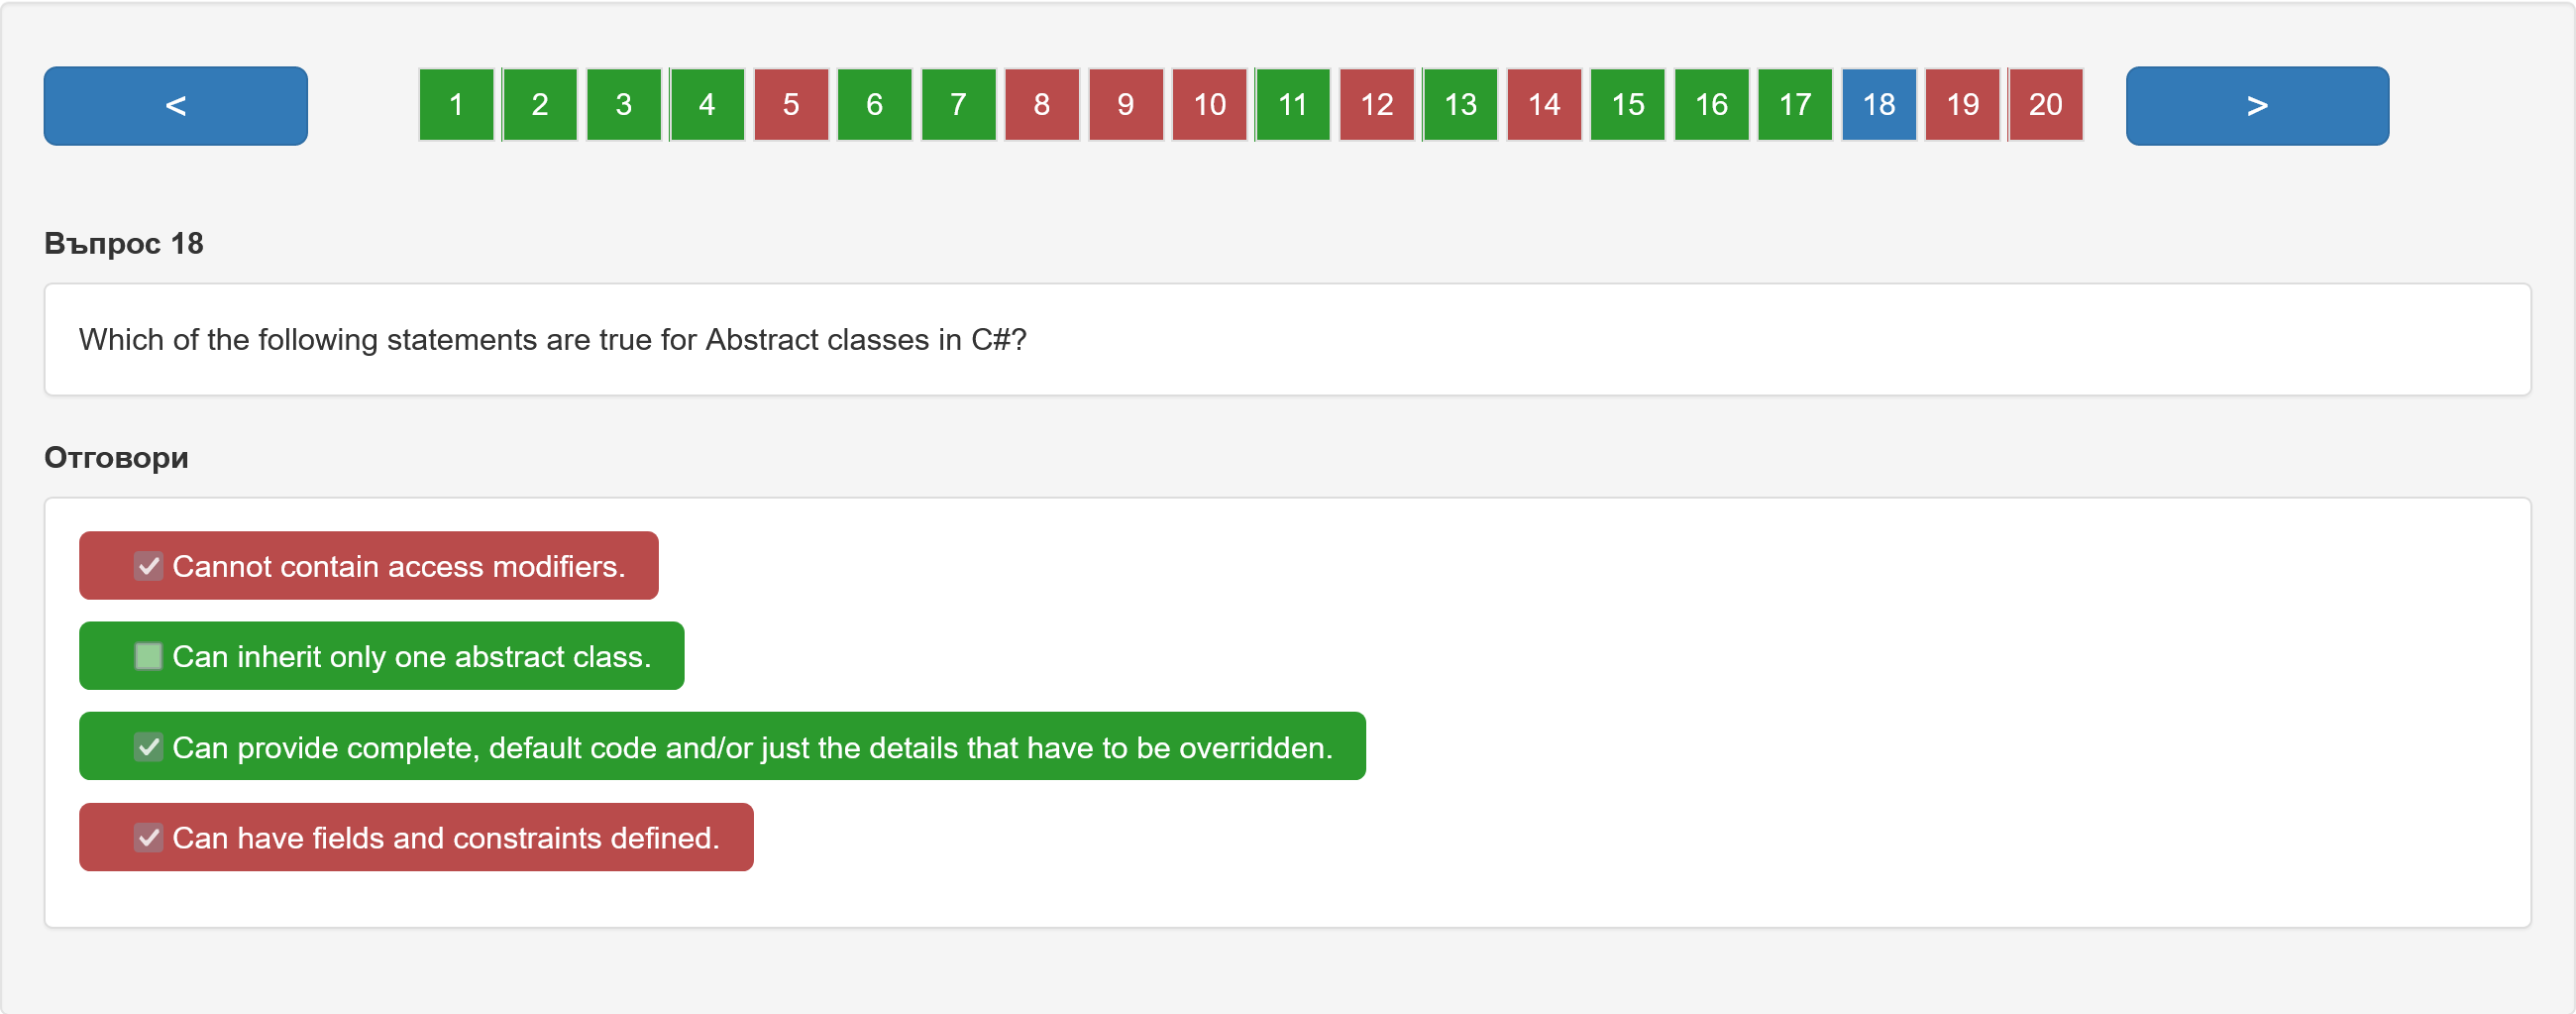 < 1 2 3 4 5 6 7 8 9 10 11 12 13 14 15 16 17 18 19 20 >
Въпрос 18
Which of the following statements are true for Abstract classes in C#?
Отговори
Cannot contain access modifiers.
Can inherit only one abstract class.
Can provide complete, default code and/or just the details that have to be overridden.
Can have fields and constraints defined.